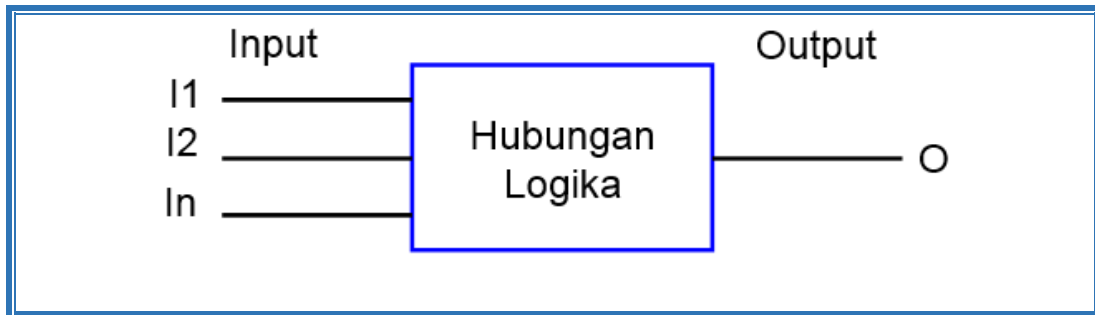 Input
Output
I1
I2
In
Hubungan
Logika
O